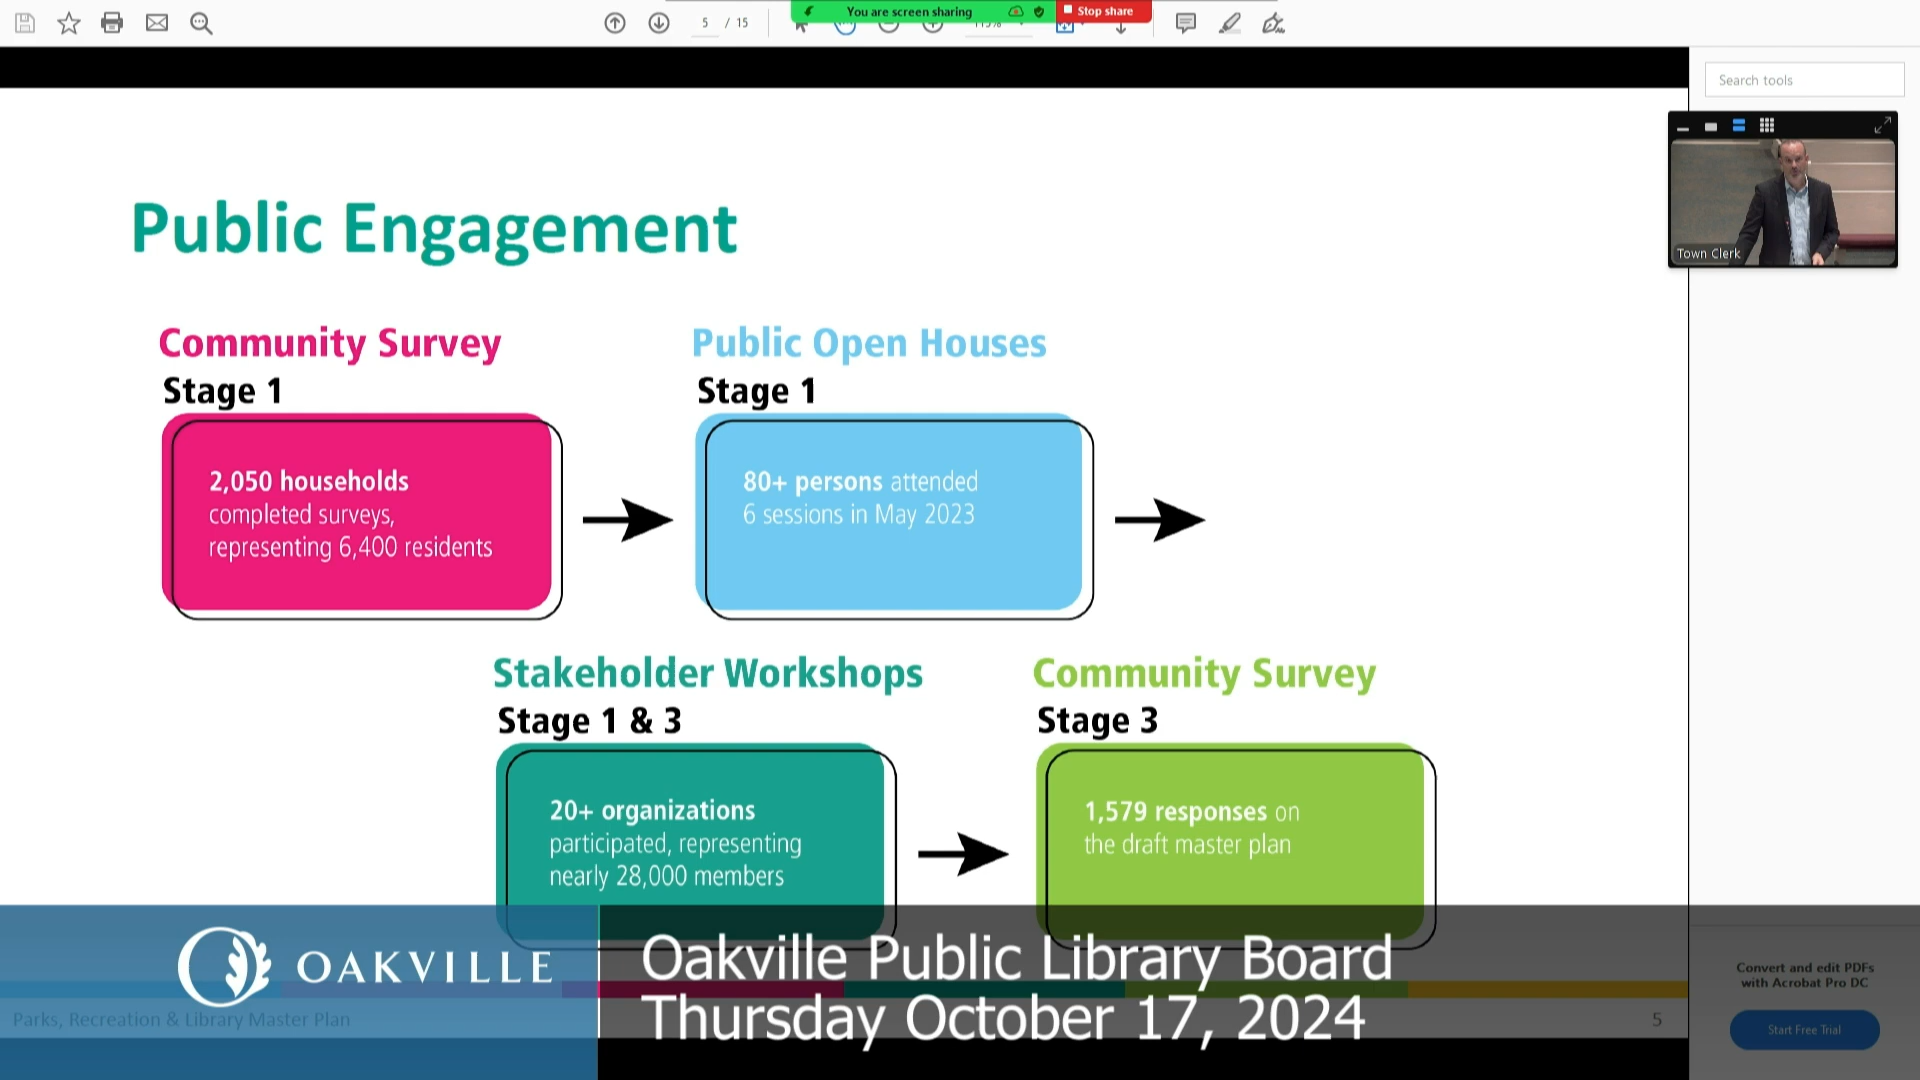 5 / 15
You are screen sharing
Stop share
Search tools
Town Clerk
Public Engagement
Community Survey
Stage 1
2,050 households
completed surveys,
representing 6,400 residents
Public Open Houses
Stage 1
80+ persons attended
6 sessions in May 2023
Stakeholder Workshops
Stage 1 & 3
20+ organizations
participated, representing
nearly 28,000 members
Community Survey
Stage 3
1,579 responses on
the draft master plan
OAKVILLE
Oakville Public Library Board
Thursday October 17, 2024
Parks, Recreation & Library Master Plan
5
Convert and edit PDFs
with Acrobat Pro DC
Start Free Trial